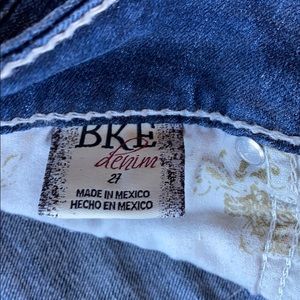 BKE
denim
27
MADE IN MEXICO
HECHO EN MEXICO